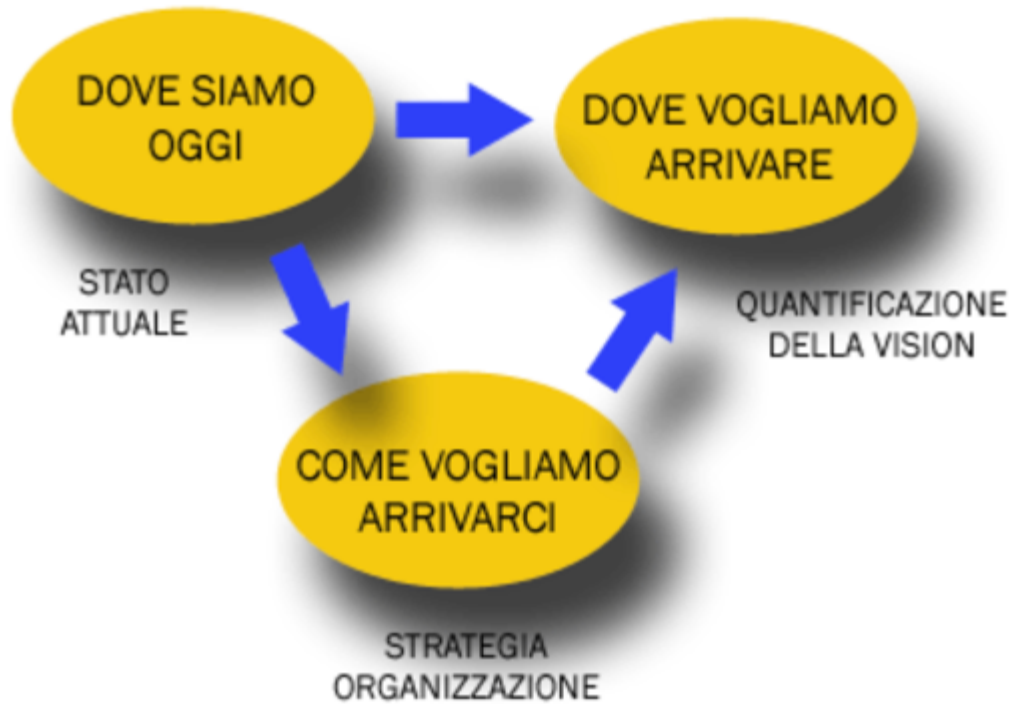 DOVE SIAMO
OGGI
DOVE VOGLIAMO
ARRIVARE
STATO
ATTUALE
QUANTIFICAZIONE
DELLA VISION
COME VOGLIAMO
ARRIVARCI
STRATEGIA
ORGANIZZAZIONE